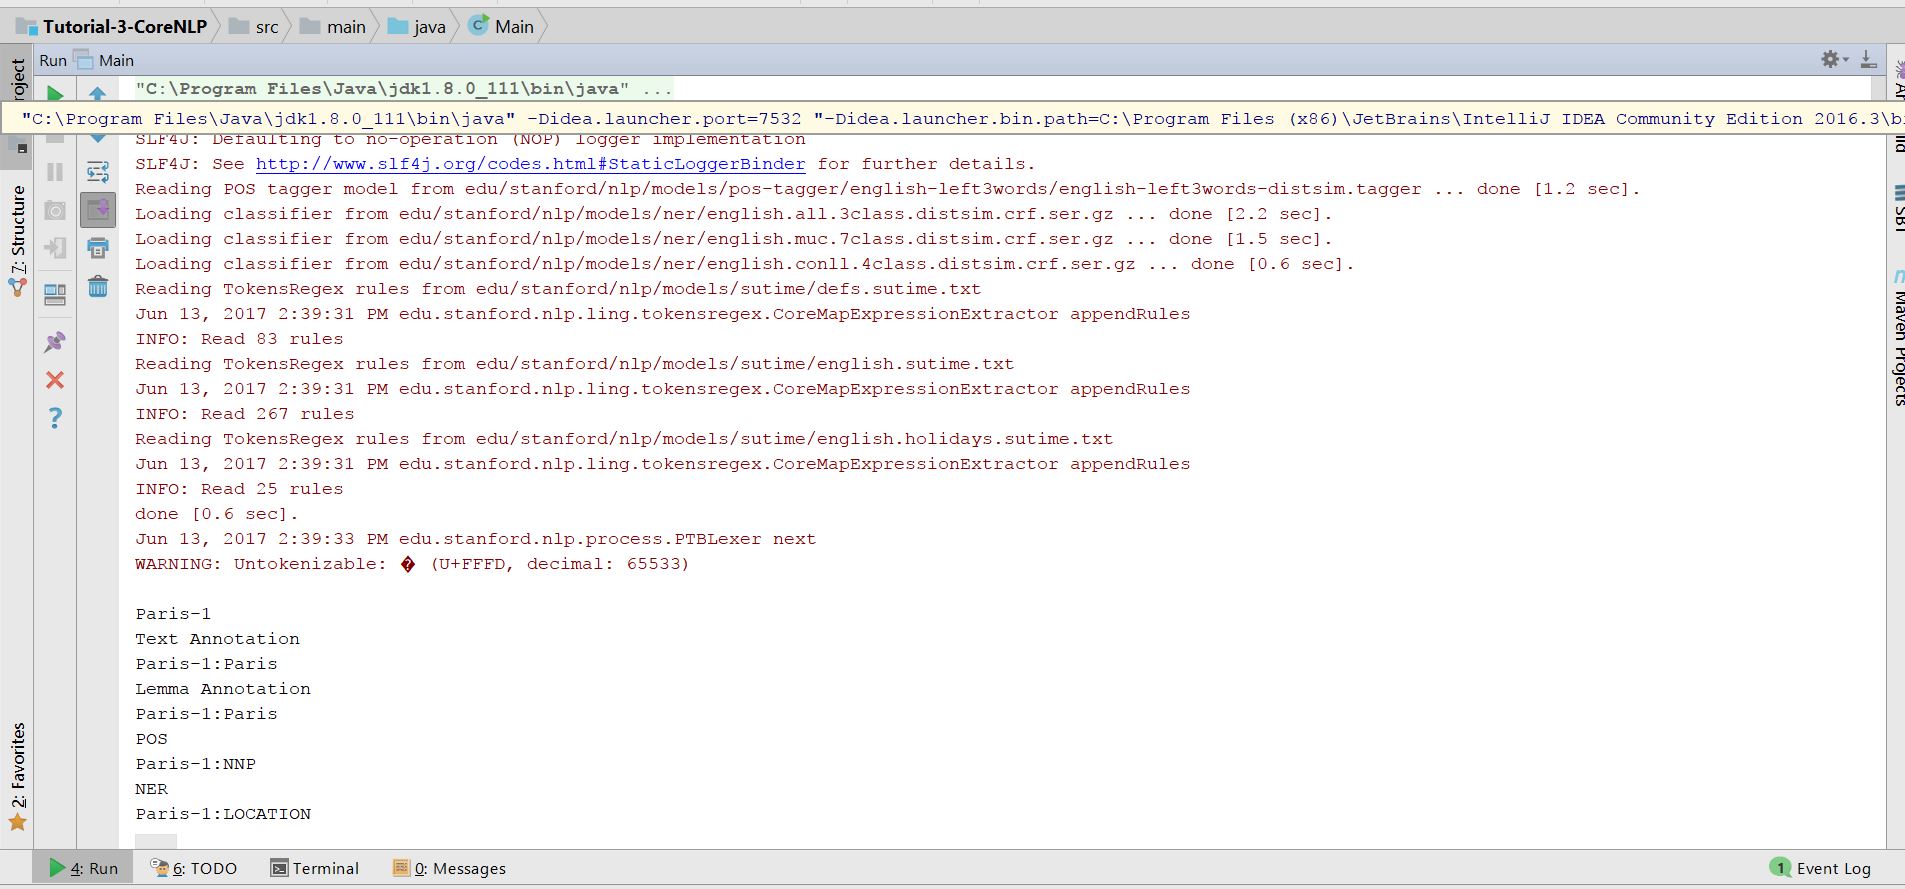 Tutorial-3-CoreNLP src main java Main
Run Main
"C:\Program Files\Java\jdk1.8.0_111\bin\java" ...
"C:\Program Files\Java\jdk1.8.0_111\bin\java" -Didea.launcher.port=7532 "-Didea.launcher.bin.path=C:\Program Files (x86)\JetBrains\IntelliJ IDEA Community Edition 2016.3\bi
SLF4J: Defaulting to no-operation (NOP) logger implementation
SLF4J: See http://www.slf4j.org/codes.html#StaticLoggerBinder for further details.
Reading POS tagger model from edu/stanford/nlp/models/pos-tagger/english-left3words/english-left3words-distsim.tagger ... done [1.2 sec].
Loading classifier from edu/stanford/nlp/models/ner/english.all.3class.distsim.crf.ser.gz ... done [2.2 sec].
Loading classifier from edu/stanford/nlp/models/ner/english.muc.7class.distsim.crf.ser.gz ... done [1.5 sec].
Loading classifier from edu/stanford/nlp/models/ner/english.conll.4class.distsim.crf.ser.gz ... done [0.6 sec].
Reading TokensRegex rules from edu/stanford/nlp/models/sutime/defs.sutime.txt
Jun 13, 2017 2:39:31 PM edu.stanford.nlp.ling.tokensregex.CoreMapExpressionExtractor appendRules
INFO: Read 83 rules
Reading TokensRegex rules from edu/stanford/nlp/models/sutime/english.sutime.txt
Jun 13, 2017 2:39:31 PM edu.stanford.nlp.ling.tokensregex.CoreMapExpressionExtractor appendRules
INFO: Read 267 rules
Reading TokensRegex rules from edu/stanford/nlp/models/sutime/english.holidays.sutime.txt
Jun 13, 2017 2:39:31 PM edu.stanford.nlp.ling.tokensregex.CoreMapExpressionExtractor appendRules
INFO: Read 25 rules
done [0.6 sec].
Jun 13, 2017 2:39:33 PM edu.stanford.nlp.process.PTBLexer next
WARNING: Untokenizable: � (U+FFFD, decimal: 65533)
Paris-1
Text Annotation
Paris-1:Paris
Lemma Annotation
Paris-1:Paris
POS
Paris-1:NNP
NER
Paris-1:LOCATION
7: Structure
2: Favorites
SBT
Maven Projects
4: Run 6: TODO Terminal 0: Messages 1 Event Log